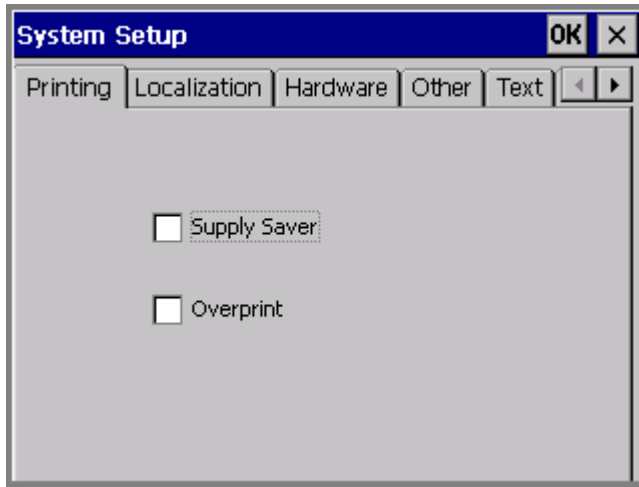 System Setup OK
Printing Localization Hardware Other Text
Supply Saver
Overprint